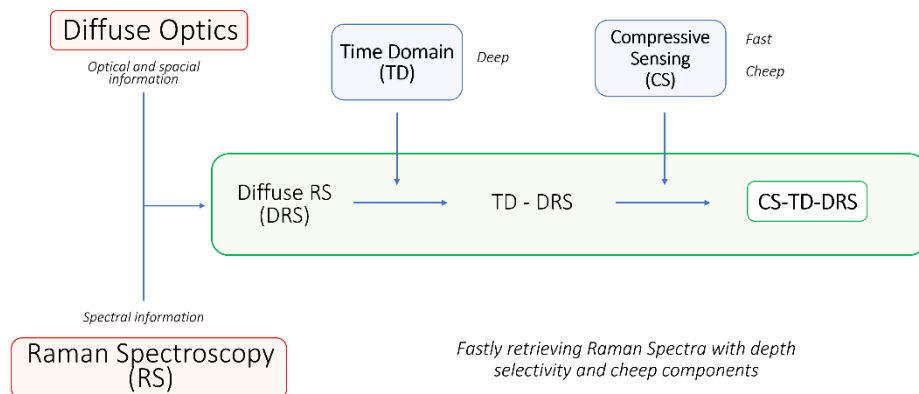 Diffuse Optics
Optical and spacial
information
Time Domain
(TD)
Deep
Compressive
Sensing
(CS)
Fast
Cheep
Diffuse RS
(DRS)
TD - DRS
CS-TD-DRS
Spectral information
Raman Spectroscopy
(RS)
Fastly retrieving Raman Spectra with depth
selectivity and cheep components